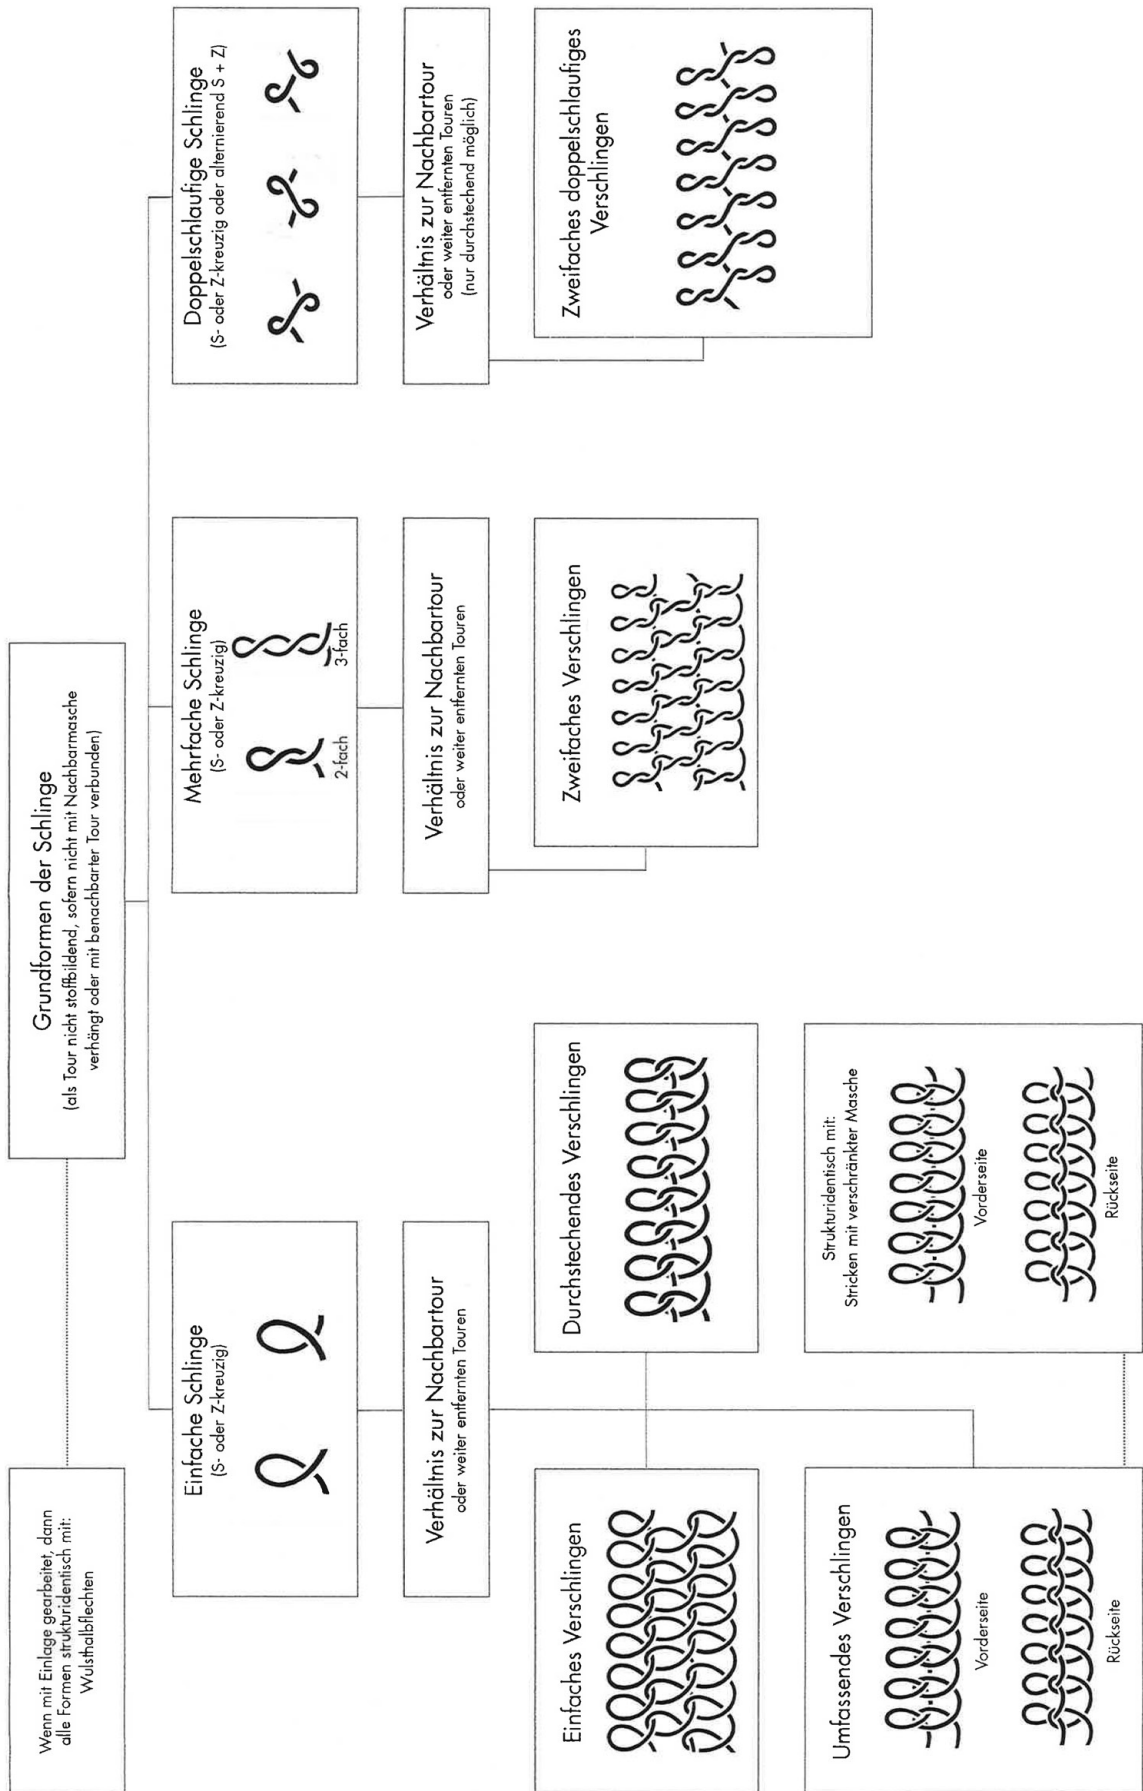 Wenn mit Einlage gearbeitet, dann
alle Formen strukturidentisch mit:
Wulsthalbflechten
Grundformen der Schlinge
(als Tour nicht stoffbildend, sofern nicht mit Nachbarmasche
verhängt oder mit benachbarter Tour verbunden)
Einfache Schlinge
(S- oder Z-kreuzig)
Mehrfache Schlinge
(S- oder Z-kreuzig)
2-fach
3-fach
Doppelschlaufige Schlinge
(S- oder Z-kreuzig oder alternierend S + Z)
Verhältnis zur Nachbartour
oder weiter entfernten Touren
Verhältnis zur Nachbartour
oder weiter entfernten Touren
Verhältnis zur Nachbartour
oder weiter entfernten Touren
(nur durchstechend möglich)
Einfaches Verschlingen
Durchstechendes Verschlingen
Zweifaches Verschlingen
Zweifaches doppelschlaufiges
Verschlingen
Umfassendes Verschlingen
Vorderseite
Rückseite
Strukturidentisch mit:
Stricken mit verschränkter Masche
Vorderseite
Rückseite